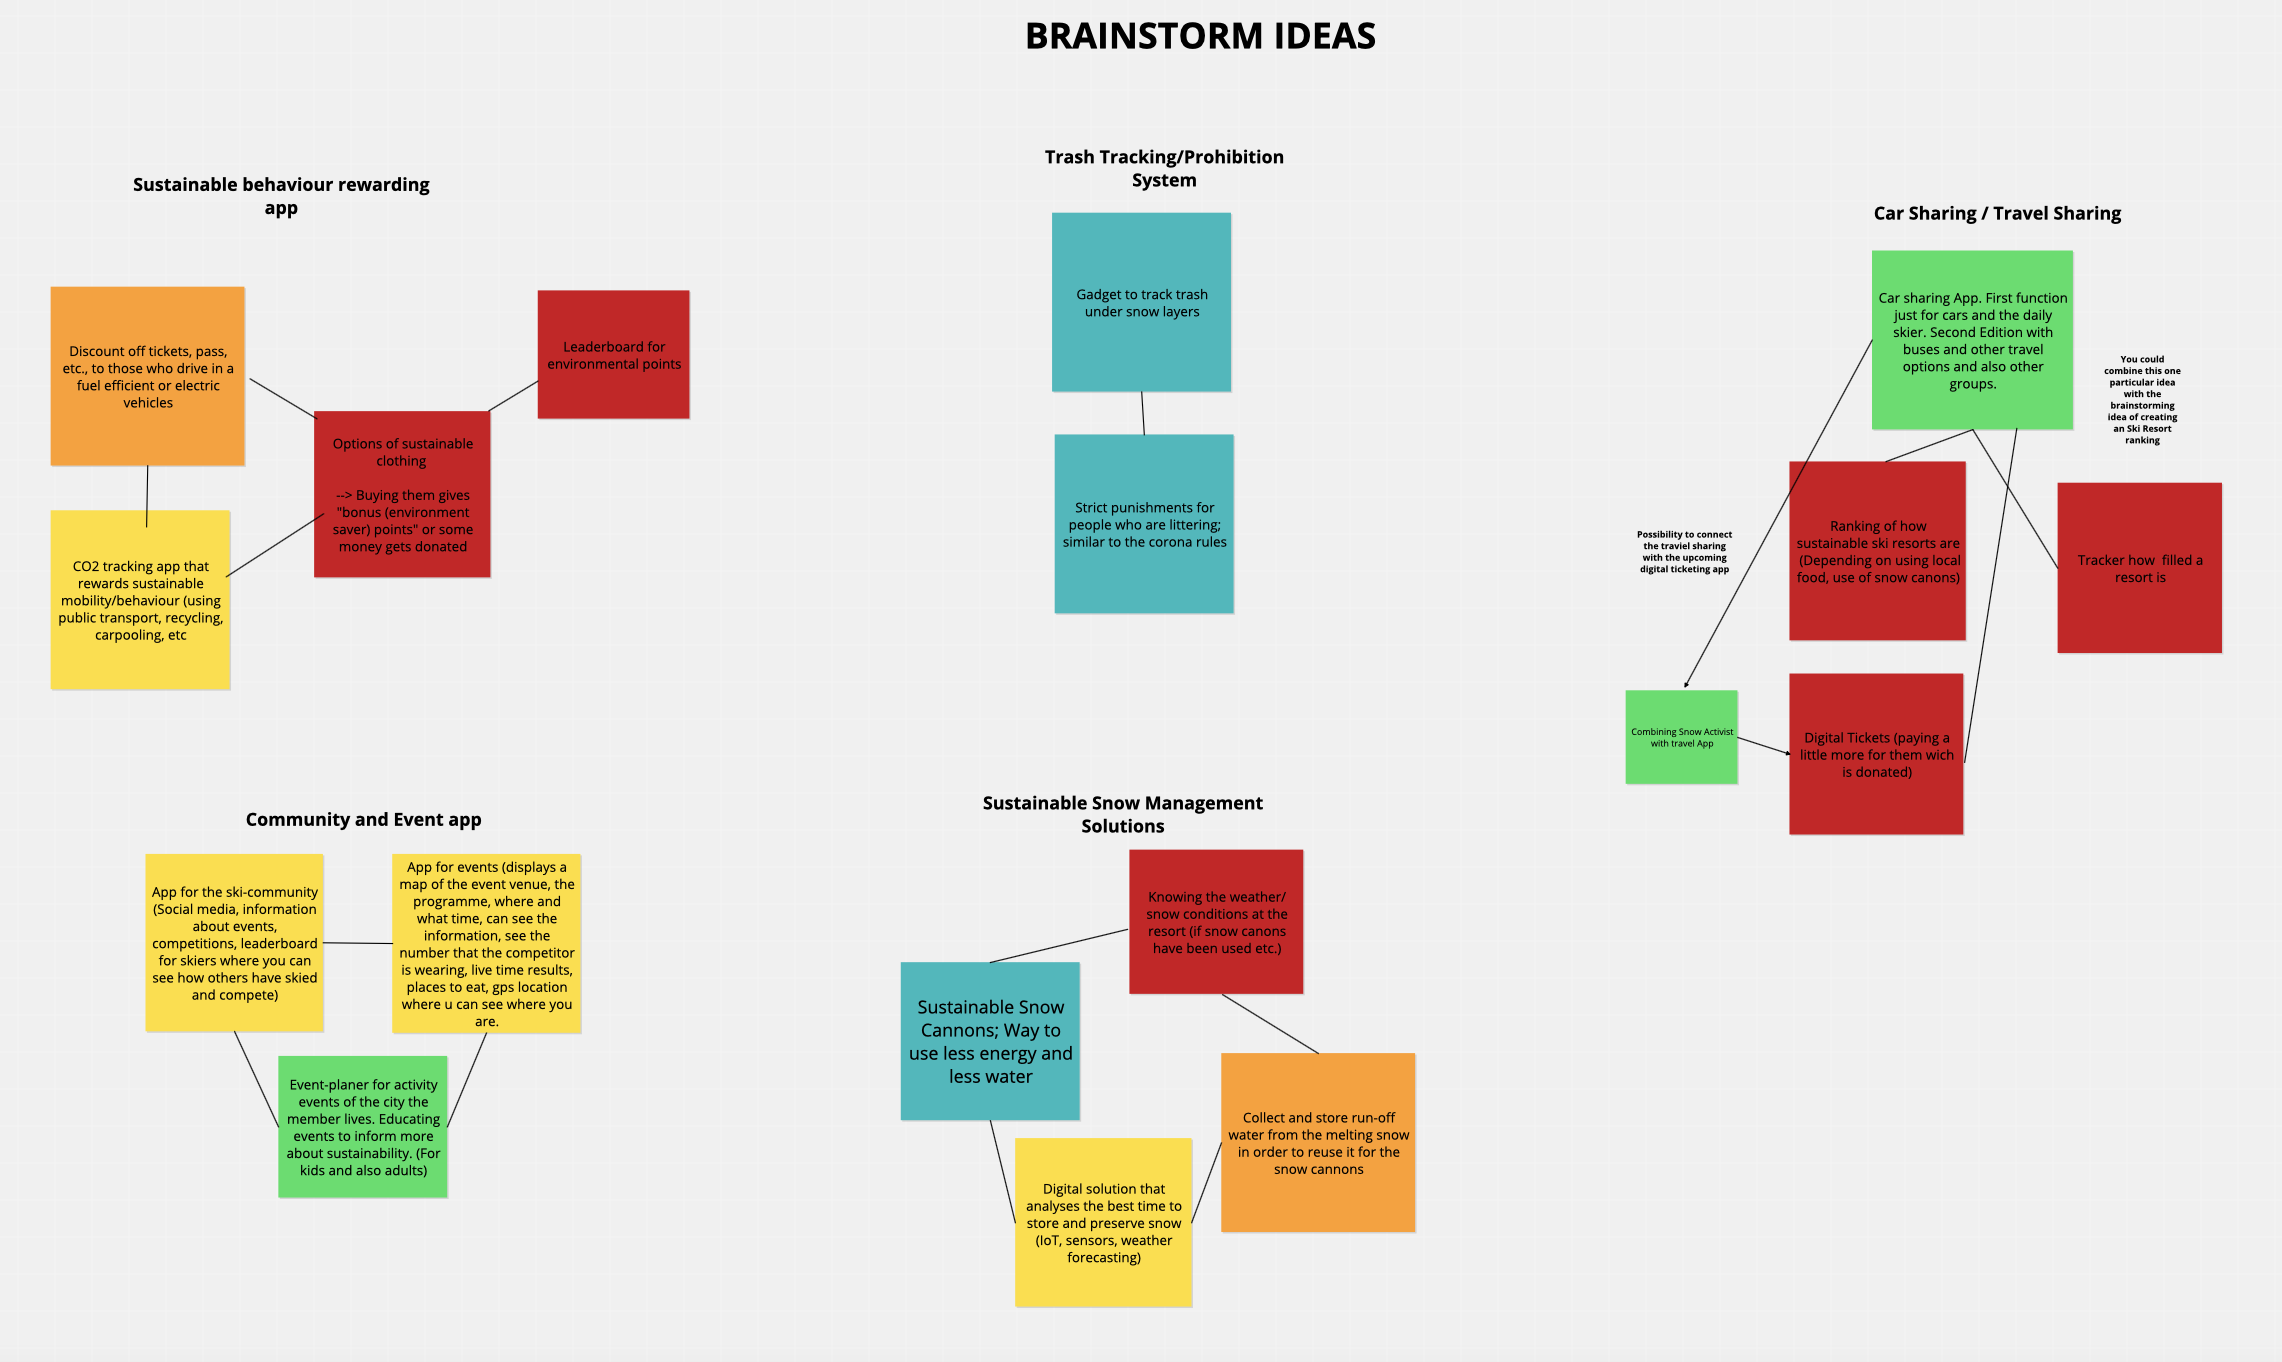 BRAINSTORM IDEAS
Sustainable behaviour rewarding
app
Discount off tickets, pass,
etc., to those who drive in a
fuel efficient or electric
vehicles
Leaderboard for
environmental points
Options of sustainable
clothing
--> Buying them gives
"bonus (environment
saver) points" or some
money gets donated
CO2 tracking app that
rewards sustainable
mobility/behaviour (using
public transport, recycling,
carpooling, etc
Trash Tracking/Prohibition
System
Gadget to track trash
under snow layers
Strict punishments for
people who are littering;
similar to the corona rules
Car Sharing / Travel Sharing
Car sharing App. First function
just for cars and the daily
skier. Second Edition with
buses and other travel
options and also other
groups.
You could
combine this one
particular idea
with the
brainstorming
idea of creating
an Ski Resort
ranking
Possibility to connect
the traviel sharing
with the upcoming
digital ticketing app
Ranking of how
sustainable ski resorts are
(Depending on using local
food, use of snow canons)
Tracker how filled a
resort is
Combining Snow Activist
with travel App
Digital Tickets (paying a
little more for them wich
is donated)
Community and Event app
App for the ski-community
(Social media, information
about events,
competitions, leaderboard
for skiers where you can
see how others have skied
and compete)
App for events (displays a
map of the event venue, the
programme, where and
what time, can see the
information, see the
number that the competitor
is wearing, live time results,
places to eat, gps location
where u can see where you
are.
Event-planer for activity
events of the city the
member lives. Educating
events to inform more
about sustainability. (For
kids and also adults)
Sustainable Snow Management
Solutions
Knowing the weather/
snow conditions at the
resort (if snow canons
have been used etc.)
Sustainable Snow
Cannons; Way to
use less energy and
less water
Collect and store run-off
water from the melting snow
in order to reuse it for the
snow cannons
Digital solution that
analyses the best time to
store and preserve snow
(IoT, sensors, weather
forecasting)